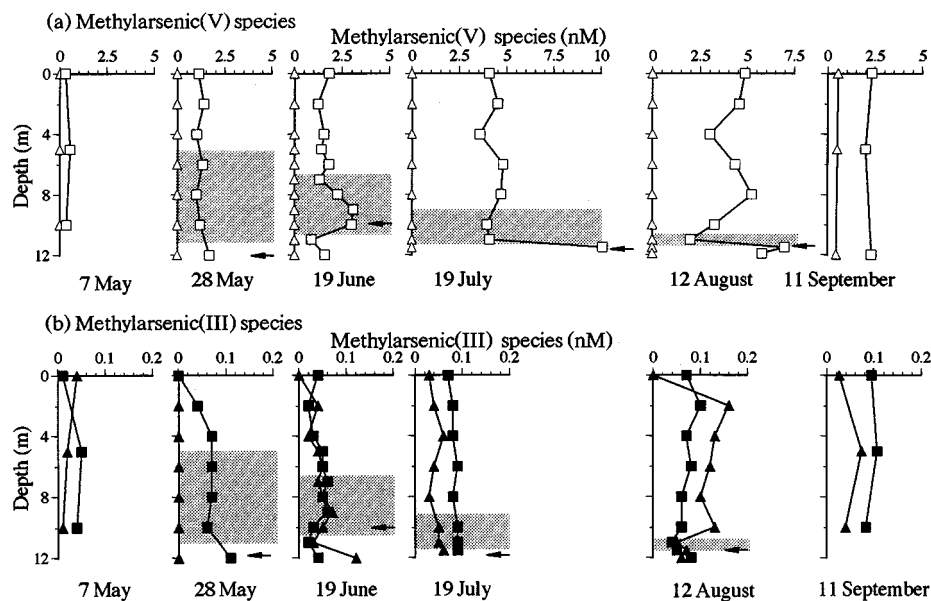 (a) Methylarsenic(V) species
Methylarsenic(V) species (nM)
0 2.5 5 0 2.5 5 0 2.5 5 0 2.5 5 7.5 10 0 2.5 5 7.5 0 2.5 5
0
4
8
12
Depth (m)
7 May 28 May 19 June 19 July 12 August 11 September
(b) Methylarsenic(III) species
Methylarsenic(III) species (nM)
0 0.1 0.2 0 0.1 0.2 0 0.1 0.2 0 0.1 0.2 0 0.1 0.2 0 0.1 0.2
0
4
8
12
Depth (m)
7 May 28 May 19 June 19 July 12 August 11 September